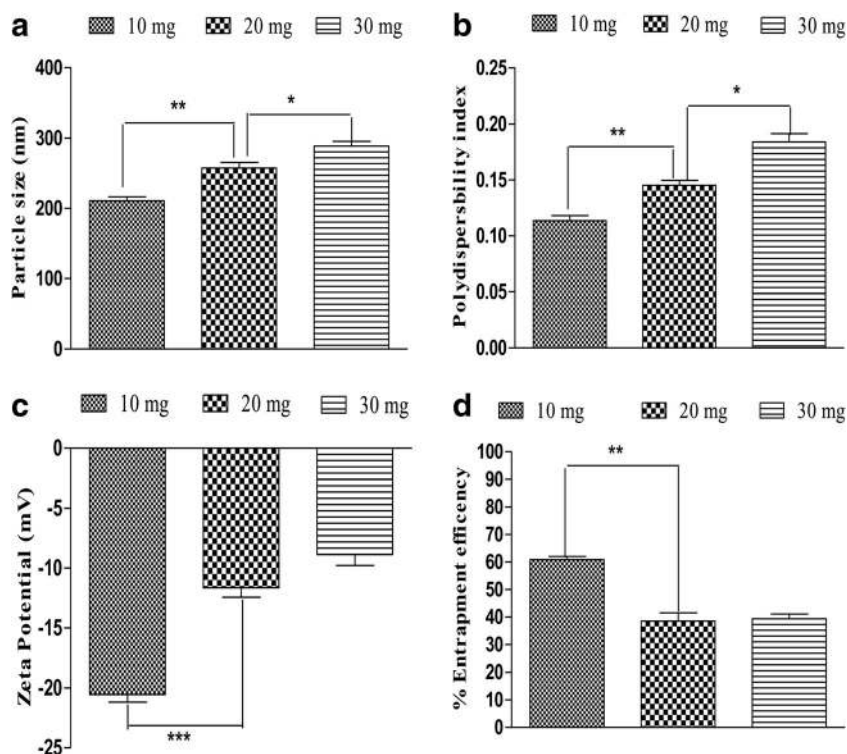 a
10 mg 20 mg 30 mg
Particle size (nm)
400
300
200
100
0
**
*
b
10 mg 20 mg 30 mg
Polydispersbility index
0.25
0.20
0.15
0.10
0.05
0.00
**
*
c
10 mg 20 mg 30 mg
Zeta Potential (mV)
0
-5
-10
-15
-20
-25
***
d
10 mg 20 mg 30 mg
% Entrapment efficency
100
90
80
70
60
50
40
30
20
10
0
**